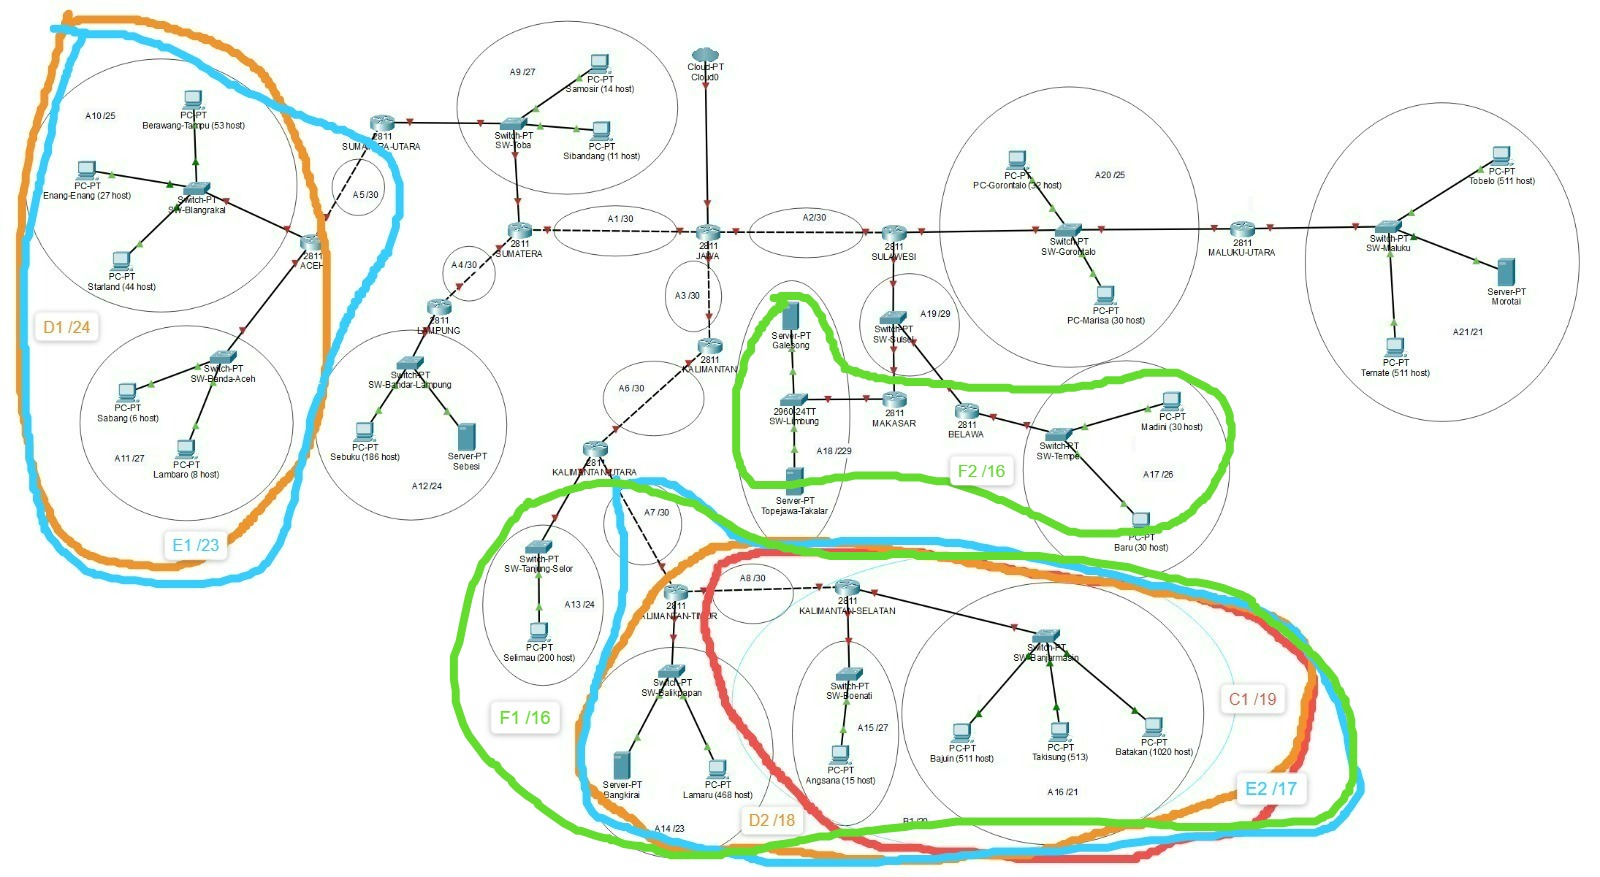 A10 /25
PC-PT
Berawang-Tampu (53 host)
PC-PT
Enang-Enang (27 host)
Switch-PT
SW-Blangrakal
PC-PT
Starland (44 host)
2811
ACEH
D1 /24
Switch-PT
SW-Banda-Aceh
PC-PT
Sabang (6 host)
A11 /27
PC-PT
Lambaro (8 host)
E1 /23
2811
SUMATERA-UTARA
A5 /30
A9 /27
PC-PT
Samosir (14 host)
Switch-PT
SW-Toba
PC-PT
Sibandang (11 host)
2811
SUMATERA
A4 /30
2811
LAMPUNG
Switch-PT
SW-Bandar-Lampung
PC-PT
Sebuku (186 host)
Server-PT
Sebesi
A12 /24
Cloud-PT
Cloud0
A1 /30
2811
JAWA
A2/30
A3 /30
2811
KALIMANTAN
A6 /30
2811
KALIMANTAN-UTARA
A7 /30
2811
SULAWESI
A19 /29
Switch-PT
SW-Sulsel
2811
MAKASAR
2811
BELAWA
Server-PT
Galesong
2960-24TT
SW-Limbung
A18 /229
Server-PT
Topejawa-Takalar
F2 /16
Switch-PT
SW-Tempe
PC-PT
Madini (30 host)
A17 /26
PC-PT
Baru (30 host)
PC-PT
PC-Gorontalo (32 host)
A20 /25
Switch-PT
SW-Gorontalo
PC-PT
PC-Marisa (30 host)
2811
MALUKU-UTARA
PC-PT
Tobelo (511 host)
Switch-PT
SW-Maluku
Server-PT
Morotai
A21 /21
PC-PT
Ternate (511 host)
Switch-PT
SW-Tanjung-Selor
A13 /24
PC-PT
Selimau (200 host)
F1 /16
2811
KALIMANTAN-TIMUR
A8 /30
2811
KALIMANTAN-SELATAN
Switch-PT
SW-Balikpapan
Server-PT
Bangkirai
PC-PT
Lamaru (468 host)
A14 /23
D2 /18
Switch-PT
SW-Boenati
A15 /27
PC-PT
Angsana (15 host)
Switch-PT
SW-Banjarmasin
PC-PT
Bajuin (511 host)
PC-PT
Takisung (513)
PC-PT
Batakan (1020 host)
A16 /21
C1 /19
E2 /17
B1 /20